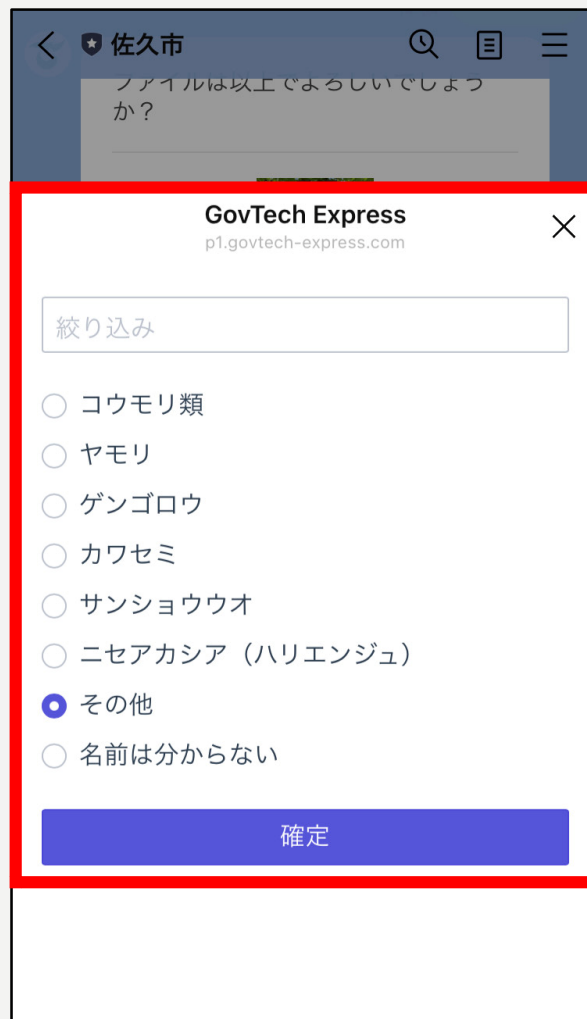 佐久市
ファイルは以上でよろしいでしょう
か？
GovTech Express
p1.govtech-express.com
絞り込み
コウモリ類
ヤモリ
ゲンゴロウ
カワセミ
サンショウウオ
ニセアカシア（ハリエンジュ）
その他
名前は分からない
確定